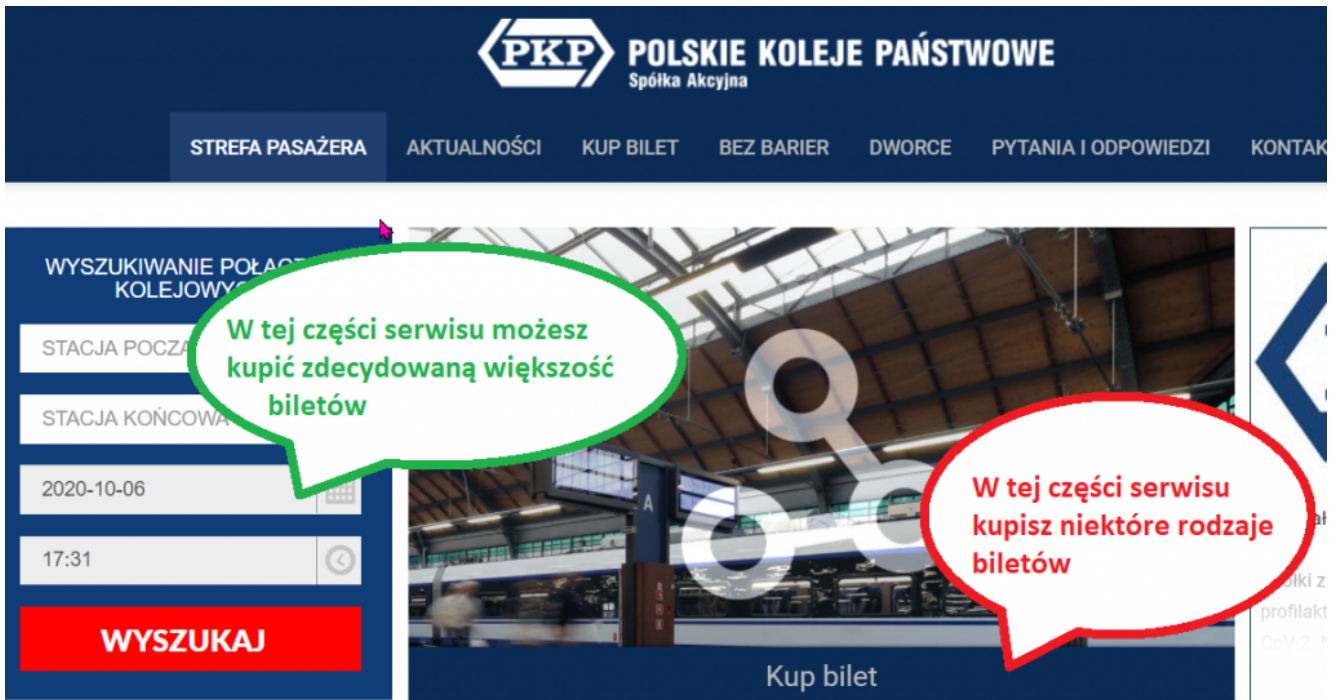 PKP POLSKIE KOLEJE PAŃSTWOWE
Spółka Akcyjna
STREFA PASAŻERA AKTUALNOŚCI KUP BILET BEZ BARIER DWORCE PYTANIA I ODPOWIEDZI
WYSZUKIWANIE
STACJA
STACJA KOŃCOWA
2020-10-06
17:31
WYSZUKAJ
W tej części serwisu możesz
kupić zdecydowaną większość
biletów
A
W tej części serwisu
kupisz niektóre rodzaje
biletów
Kup bilet
CoV-2